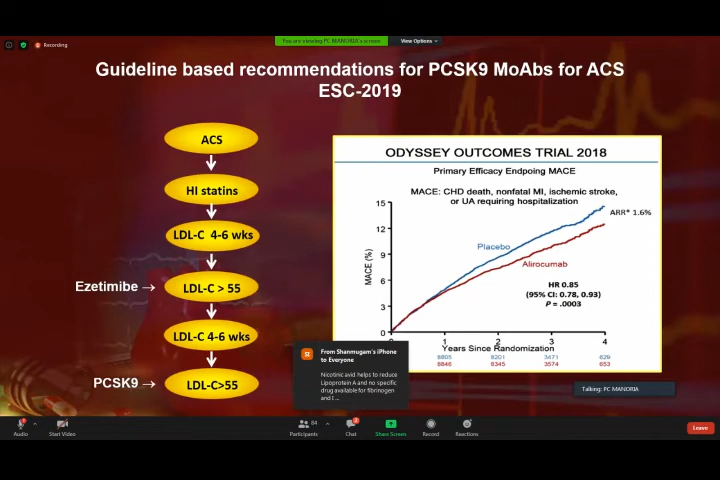 You are viewing PC MANORIA's screen
View Options
Recording
Guideline based recommendations for PCSK9 MoAbs for ACS
ESC-2019
ACS
HI statins
LDL-C 4-6 wks
Ezetimibe → LDL-C > 55
LDL-C 4-6 wks
PCSK9 → LDL-C>55
ODYSSEY OUTCOMES TRIAL 2018
Primary Efficacy Endpoing MACE
MACE: CHD death, nonfatal MI, ischemic stroke,
or UA requiring hospitalization
15
12
9
6
3
0
MACE (%)
ARR* 1.6%
Placebo
Alirocumab
HR 0.85
(95% CI: 0.78, 0.93)
P = .0003
0 1 2 3 4
Years Since Randomization
8805 8201 3471 629
8846 8345 3574 653
From Shanmugam's iPhone
to Everyone
Nicotinic avid helps to reduce
Lipoprotein A and no specific
drug available for fibrinogen
and I ...
Talking: PC MANORIA
Audio
Start Video
84
Participants
Chat
Share Screen
Record
Reactions
Leave